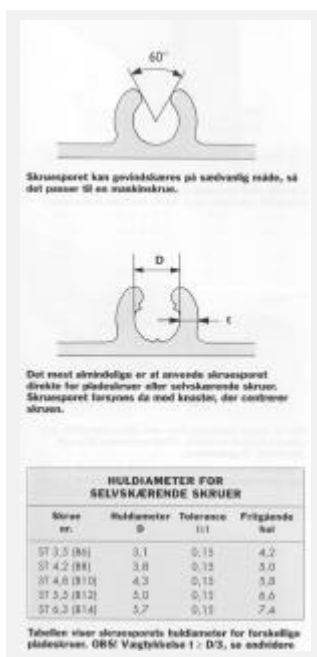 60°
Skruesporet kan gevindskæres på sædvanlig måde, så
det passer til en maskinskrue.
D
t
Det mest almindelige er at anvende skruesporet
direkte for pladeskruer eller selvskærende skruer.
Skruesporet forsynes da med knaster, der centrerer
skruen.
HULDIAMETER FOR
SELVSKÆRENDE SKRUER
Skrue Huldiameter Tolerance Fritgående
nr. D (±) hul
ST 3,5 (B6) 3,1 0,15 4,2
ST 4,2 (B8) 3,8 0,15 5,0
ST 4,8 (B10) 4,3 0,15 5,8
ST 5,5 (B12) 5,0 0,15 6,6
ST 6,3 (B14) 5,7 0,15 7,4
Tabellen viser skruesporets huldiameter for forskellige
pladeskruer. OBS! Vægtykkelse t ≥ D/3, se endvidere